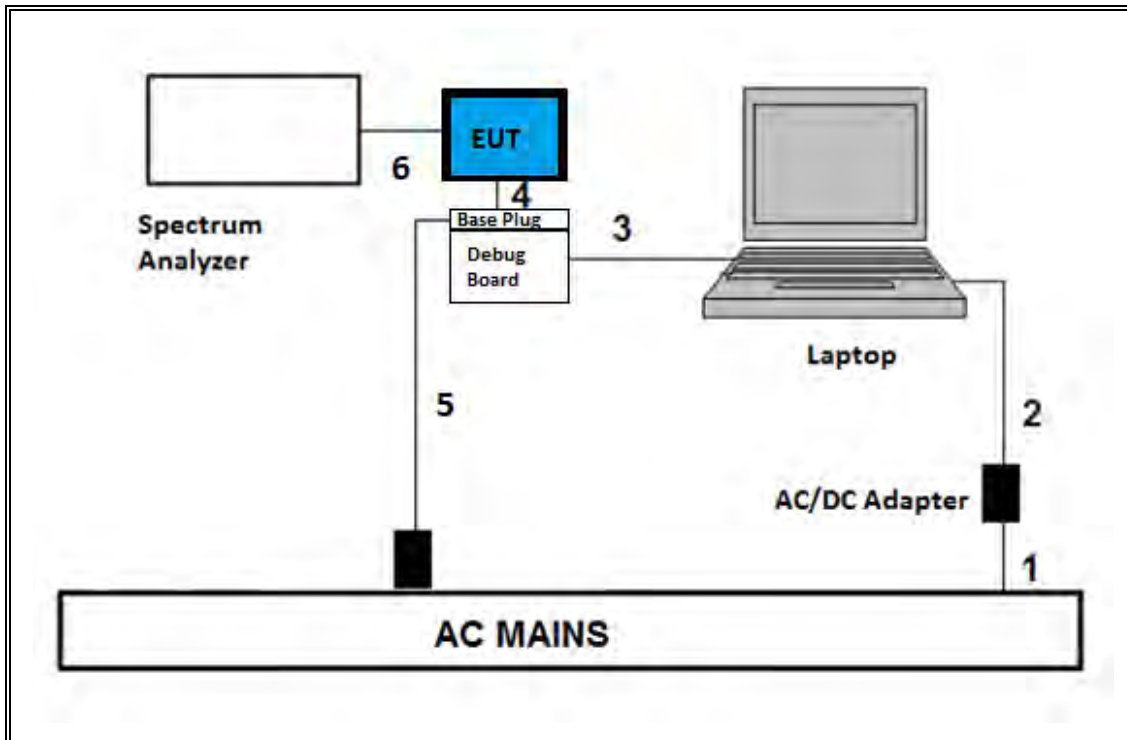 EUT
6
4
Spectrum
Analyzer
Base Plug
Debug
Board
3
Laptop
5
2
AC/DC Adapter
1
AC MAINS